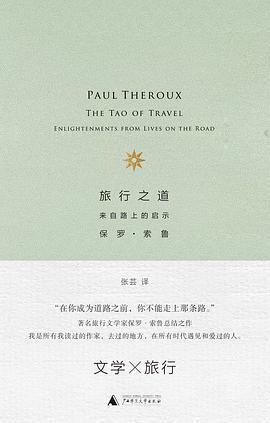 PAUL THEROUX
THE TAO OF TRAVEL
ENLIGHTENMENTS FROM LIVES ON THE ROAD
旅行之道
来自路上的启示
保罗·索鲁
张芸 译
“在你成为道路之前，你不能走上那条路。”
著名旅行文学家保罗·索鲁总结之作
我是所有我读过的作家，去过的地方，在所有时代遇见和爱过的人。
文学×旅行
广西师范大学出版社